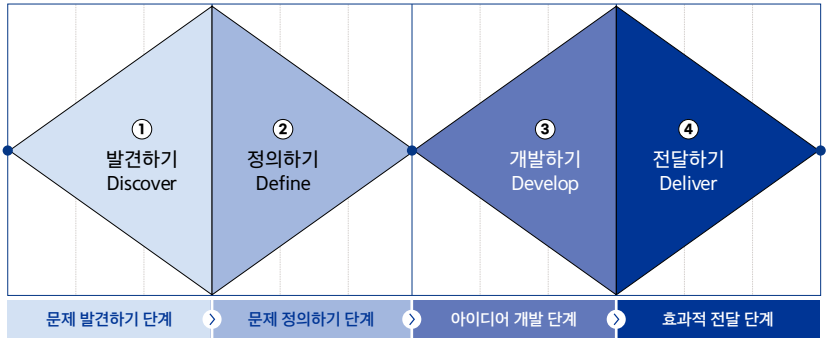 1
발견하기
Discover
2
정의하기
Define
3
개발하기
Develop
4
전달하기
Deliver
문제 발견하기 단계
문제 정의하기 단계
아이디어 개발 단계
효과적 전달 단계